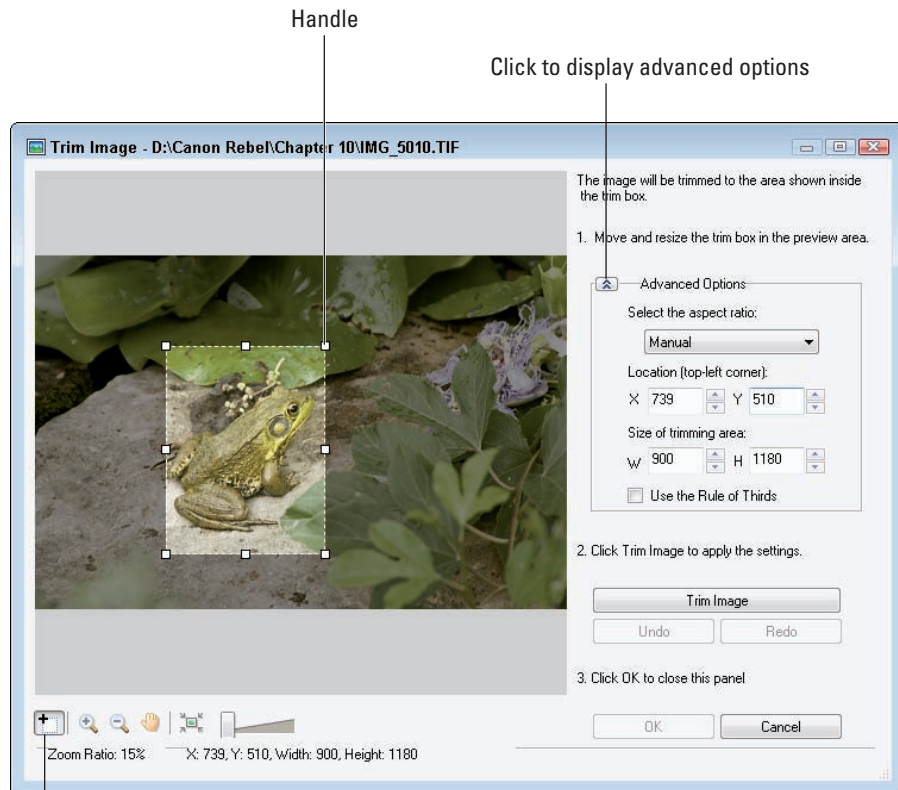 Handle
Click to display advanced options
Trim Image - D:\Canon Rebel\Chapter 10\IMG_5010.TIF
The image will be trimmed to the area shown inside
the trim box.
1. Move and resize the trim box in the preview area.
Advanced Options
Select the aspect ratio:
Manual
Location (top-left corner):
X 739 Y 510
Size of trimming area:
W 900 H 1180
Use the Rule of Thirds
2. Click Trim Image to apply the settings.
Trim Image
Undo Redo
3. Click OK to close this panel
OK Cancel
Zoom Ratio: 15% X: 739, Y: 510, Width: 900, Height: 1180